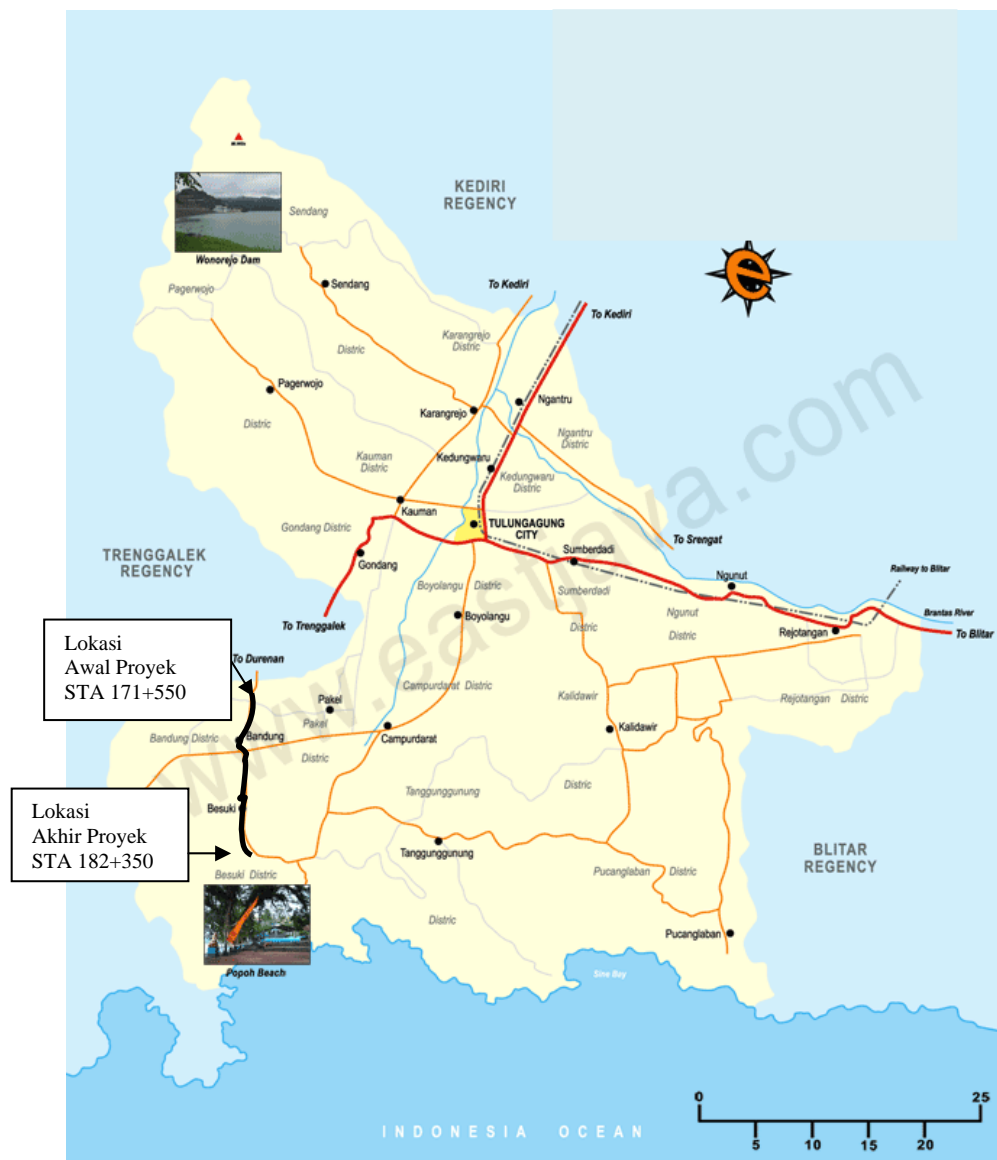 KEDIRI
REGENCY
Sendang
Wonorejo Dam
Sendang
To Kediri
Pagerwojo
To Kediri
Karangrejo
Distric
Distric
Pagerwojo
Ngantru
Karangrejo
Distric
Ngantru
Distric
Kauman
Distric
Kedungwaru
Kedungwaru
Distric
Kauman
Gondang Distric
TULUNGAGUNG
CITY
To Srengat
TRENGGALEK
REGENCY
Gondang
Sumberdadi
Railway to Blitar
Boyolangu Distric
Sumberdadi
Ngunut
Brantas River
To Trenggalek
Boyolangu
Distric
Ngunut
Distric
Rejotangan
To Blitar
Lokasi
Awal Proyek
STA 171+550
To Durenan
Campurdarat Distric
Kalidawir
Rejotangan Distric
Pakel
Pakel
Bandung Distric
Bandung
Distric
Campurdarat
Distric
Kalidawir
www.eastjava.com
Tanggunggunung
Distric
Lokasi
Akhir Proyek
STA 182+350
Besuki
Tanggunggunung
BLITAR
REGENCY
Besuki Distric
Pucanglaban Distric
Distric
Pucanglaban
Popoh Beach
Sine Bay
0
25
INDONESIA OCEAN
5
10
15
20